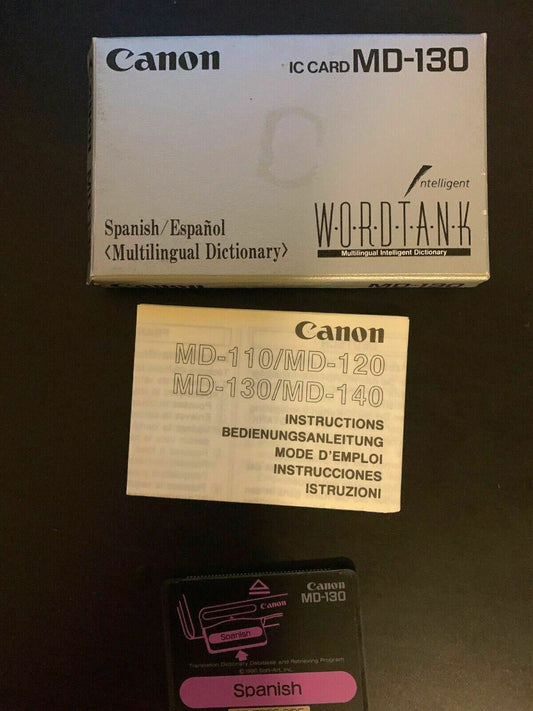 Canon
IC CARD MD-130
Intelligent
Spanish/Español
<Multilingual Dictionary>
W·O·R·D·T·A·N·K
Multilingual Intelligent Dictionary
MD-130
Canon
MD-110/MD-120
MD-130/MD-140
INSTRUCTIONS
BEDIENUNGSANLEITUNG
MODE D'EMPLOI
INSTRUCCIONES
ISTRUZIONI
Canon
MD-130
Canon
Spanish
Translation Dictionary Database and Retrieving Program
Spanish